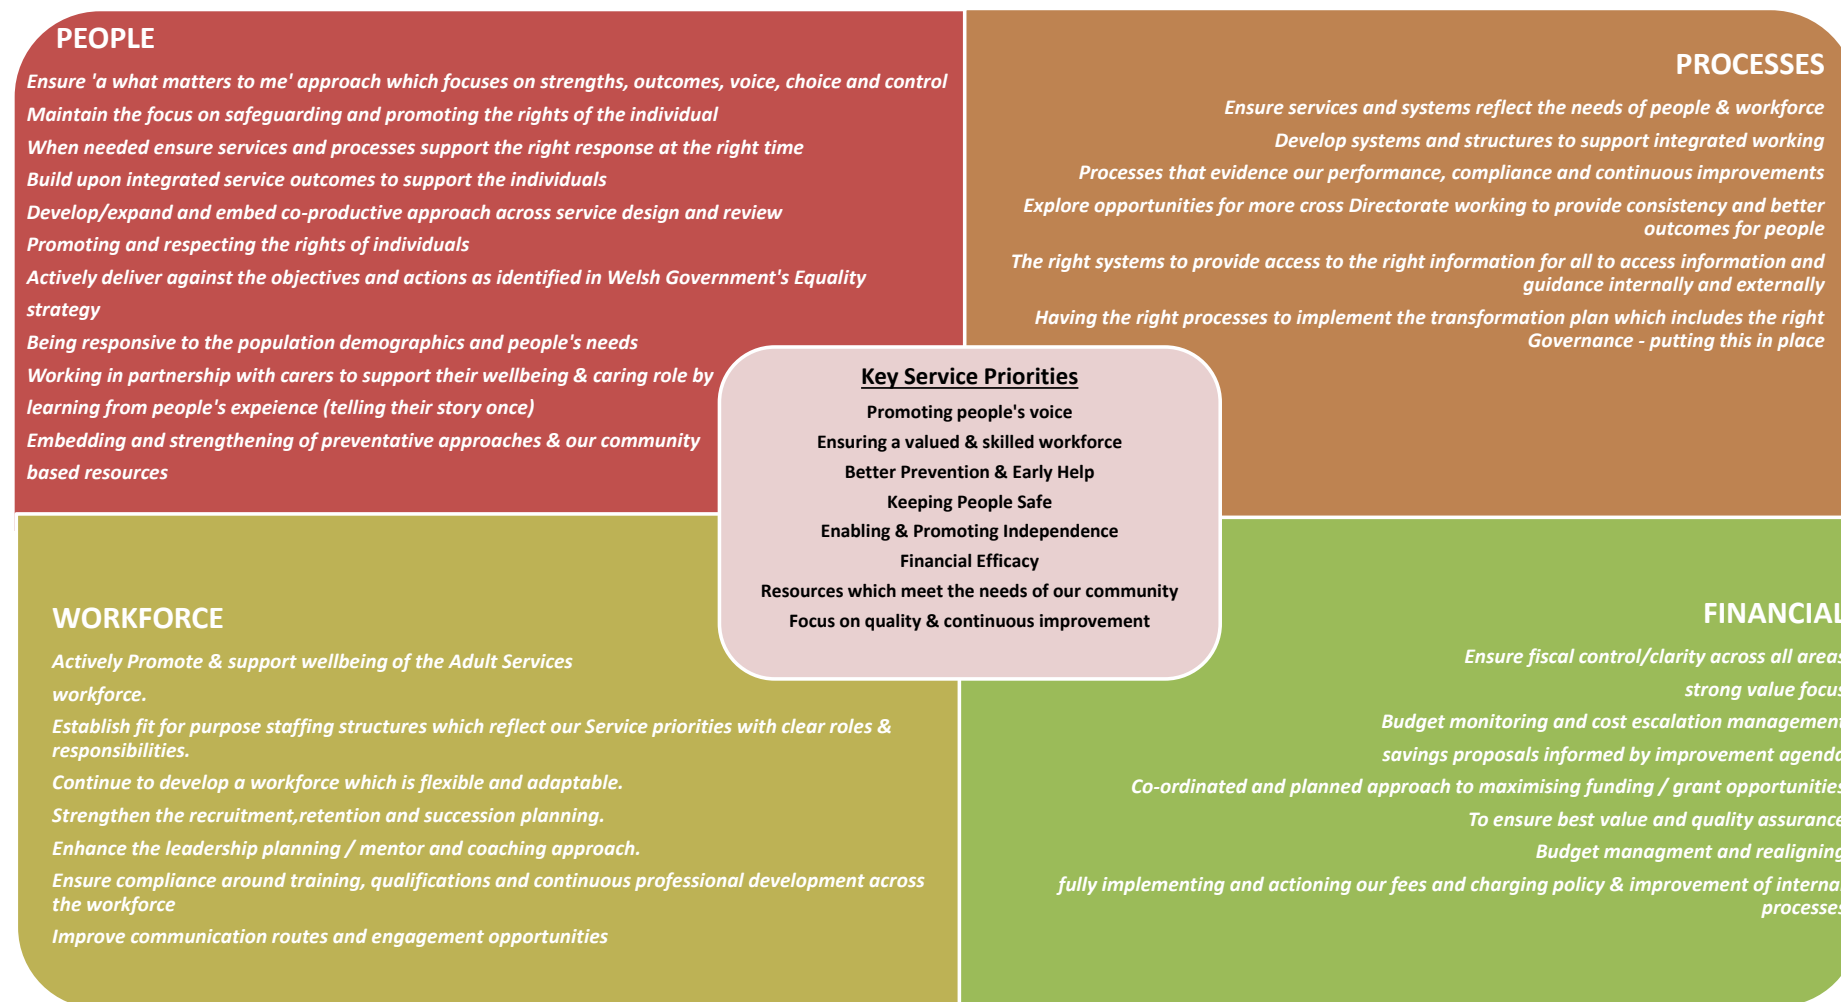 PEOPLE
Ensure 'a what matters to me' approach which focuses on strengths, outcomes, voice, choice and control
Maintain the focus on safeguarding and promoting the rights of the individual
When needed ensure services and processes support the right response at the right time
Build upon integrated service outcomes to support the individuals
Develop/expand and embed co-productive approach across service design and review
Promoting and respecting the rights of individuals
Actively deliver against the objectives and actions as identified in Welsh Government's Equality
strategy
Being responsive to the population demographics and people's needs
Working in partnership with carers to support their wellbeing & caring role by
learning from people's expeience (telling their story once)
Embedding and strengthening of preventative approaches & our community
based resources
PROCESSES
Ensure services and systems reflect the needs of people & workforce
Develop systems and structures to support integrated working
Processes that evidence our performance, compliance and continuous improvements
Explore opportunities for more cross Directorate working to provide consistency and better
outcomes for people
The right systems to provide access to the right information for all to access information and
guidance internally and externally
Having the right processes to implement the transformation plan which includes the right
Governance - putting this in place
Key Service Priorities
Promoting people's voice
Ensuring a valued & skilled workforce
Better Prevention & Early Help
Keeping People Safe
Enabling & Promoting Independence
Financial Efficacy
Resources which meet the needs of our community
Focus on quality & continuous improvement
WORKFORCE
Actively Promote & support wellbeing of the Adult Services
workforce.
Establish fit for purpose staffing structures which reflect our Service priorities with clear roles &
responsibilities.
Continue to develop a workforce which is flexible and adaptable.
Strengthen the recruitment,retention and succession planning.
Enhance the leadership planning / mentor and coaching approach.
Ensure compliance around training, qualifications and continuous professional development across
the workforce
Improve communication routes and engagement opportunities
FINANCIAL
Ensure fiscal control/clarity across all areas
strong value focus
Budget monitoring and cost escalation management
savings proposals informed by improvement agenda
Co-ordinated and planned approach to maximising funding / grant opportunities
To ensure best value and quality assurance
Budget managment and realigning
fully implementing and actioning our fees and charging policy & improvement of internal
processes